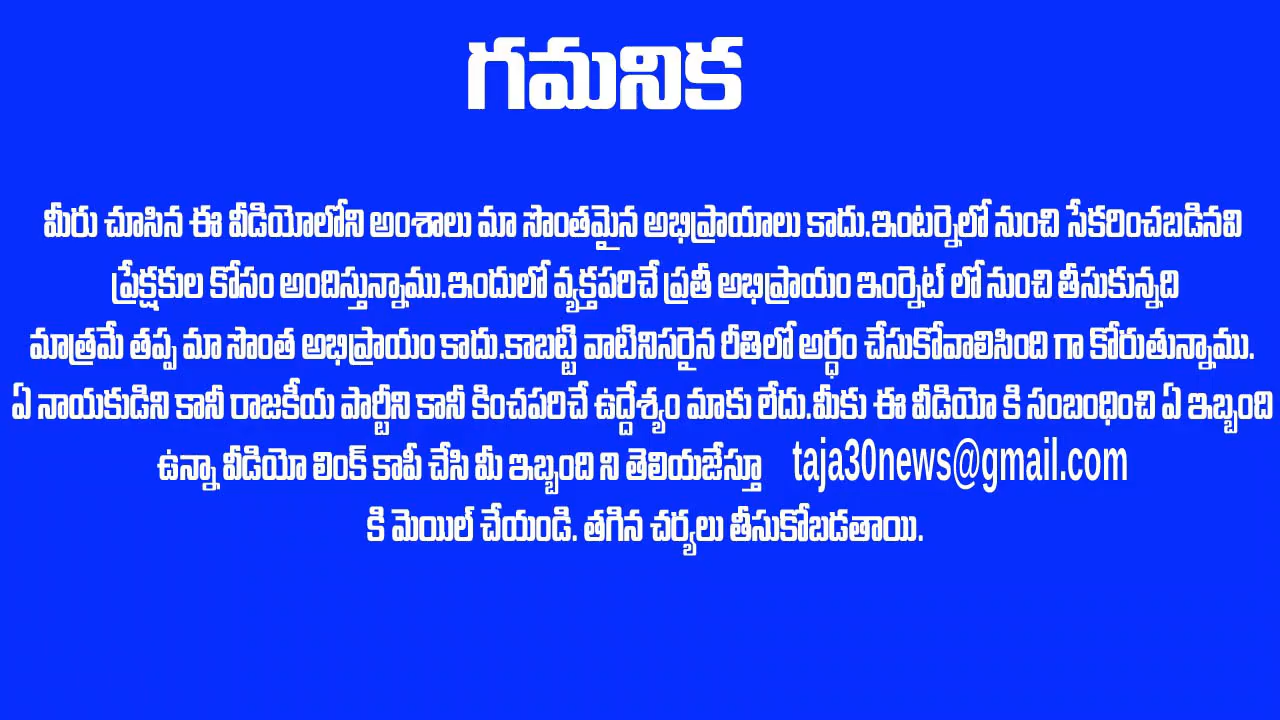 గమనిక
మీరు చూసిన ఈ వీడియోలోని అంశాలు మా సొంతమైన అభిప్రాయాలు కాదు.ఇంటర్నెలో నుంచి సేకరించబడినవి
ప్రేక్షకుల కోసం అందిస్తున్నాము.ఇందులో వ్యక్తపరిచే ప్రతీ అభిప్రాయం ఇంర్నెట్ లో నుంచి తీసుకున్నది
మాత్రమే తప్ప మా సొంత అభిప్రాయం కాదు.కాబట్టి వాటినిసరైన రీతిలో అర్ధం చేసుకోవాలిసింది గా కోరుతున్నాము.
ఏ నాయకుడిని కానీ రాజకీయ పార్టీని కానీ కించపరిచే ఉద్దేశ్యం మాకు లేదు.మీకు ఈ వీడియో కి సంబంధించి ఏ ఇబ్బంది
ఉన్నా వీడియో లింక్ కాపీ చేసి మీ ఇబ్బంది ని తెలియజేస్తూ taja30news@gmail.com
కి మెయిల్ చేయండి. తగిన చర్యలు తీసుకోబడతాయి.